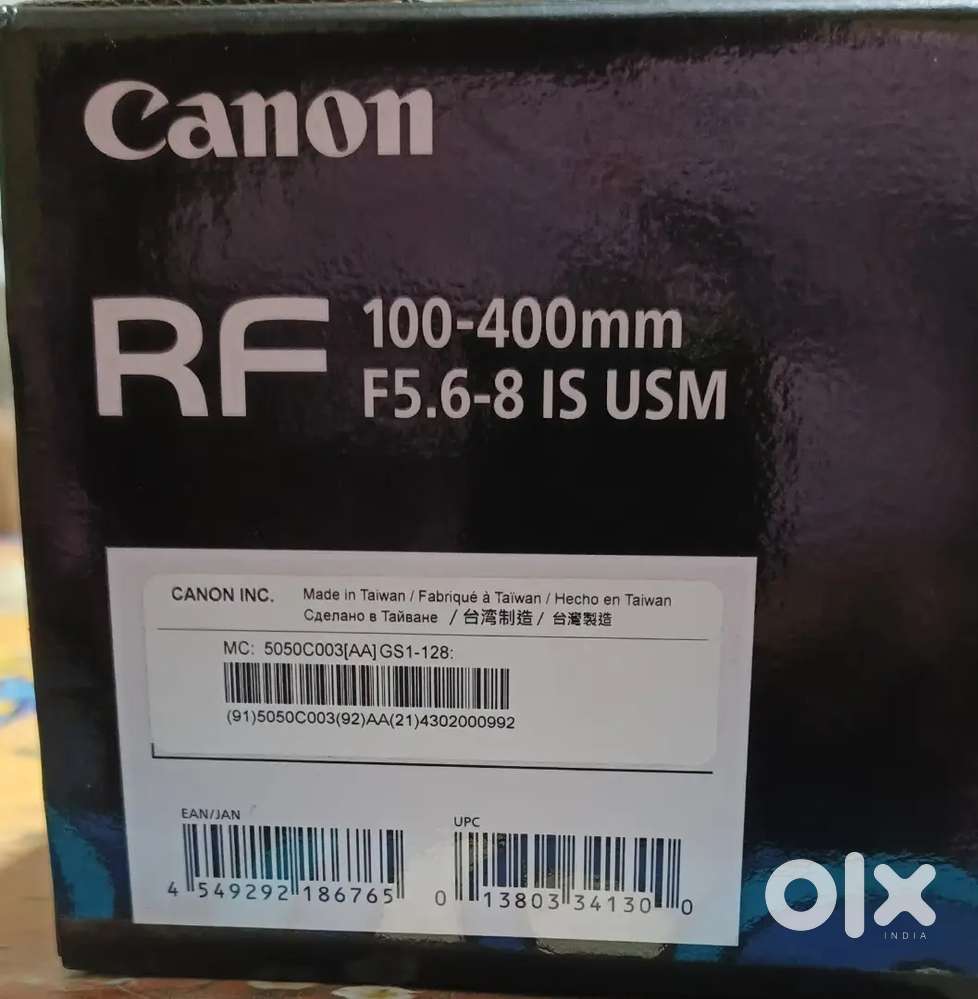 Canon
RF 100-400mm
F5.6-8 IS USM
CANON INC. Made in Taiwan / Fabriqué à Taïwan / Hecho en Taiwan
Сделано в Тайване / 台湾制造 / 台灣製造
MC: 5050C003[AA] GS1-128:
(91)5050C003(92)AA(21)4302000992
EAN/JAN
4 549292 186765
UPC
0 13803 34130 0
olx
INDIA